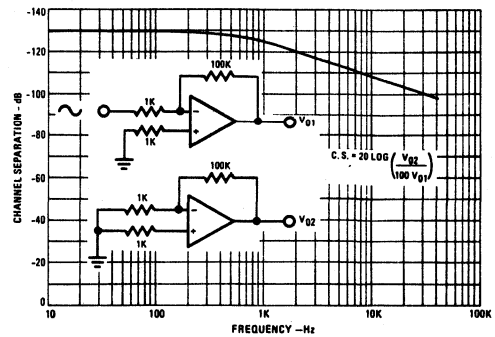 CHANNEL SEPARATION - dB
-140
-120
-100
-80
-60
-40
-20
0
100K
1K
1K
V01
C.S. = 20 LOG (V02 / 100 V01)
100K
1K
1K
V02
10
100
1K
10K
100K
FREQUENCY –Hz